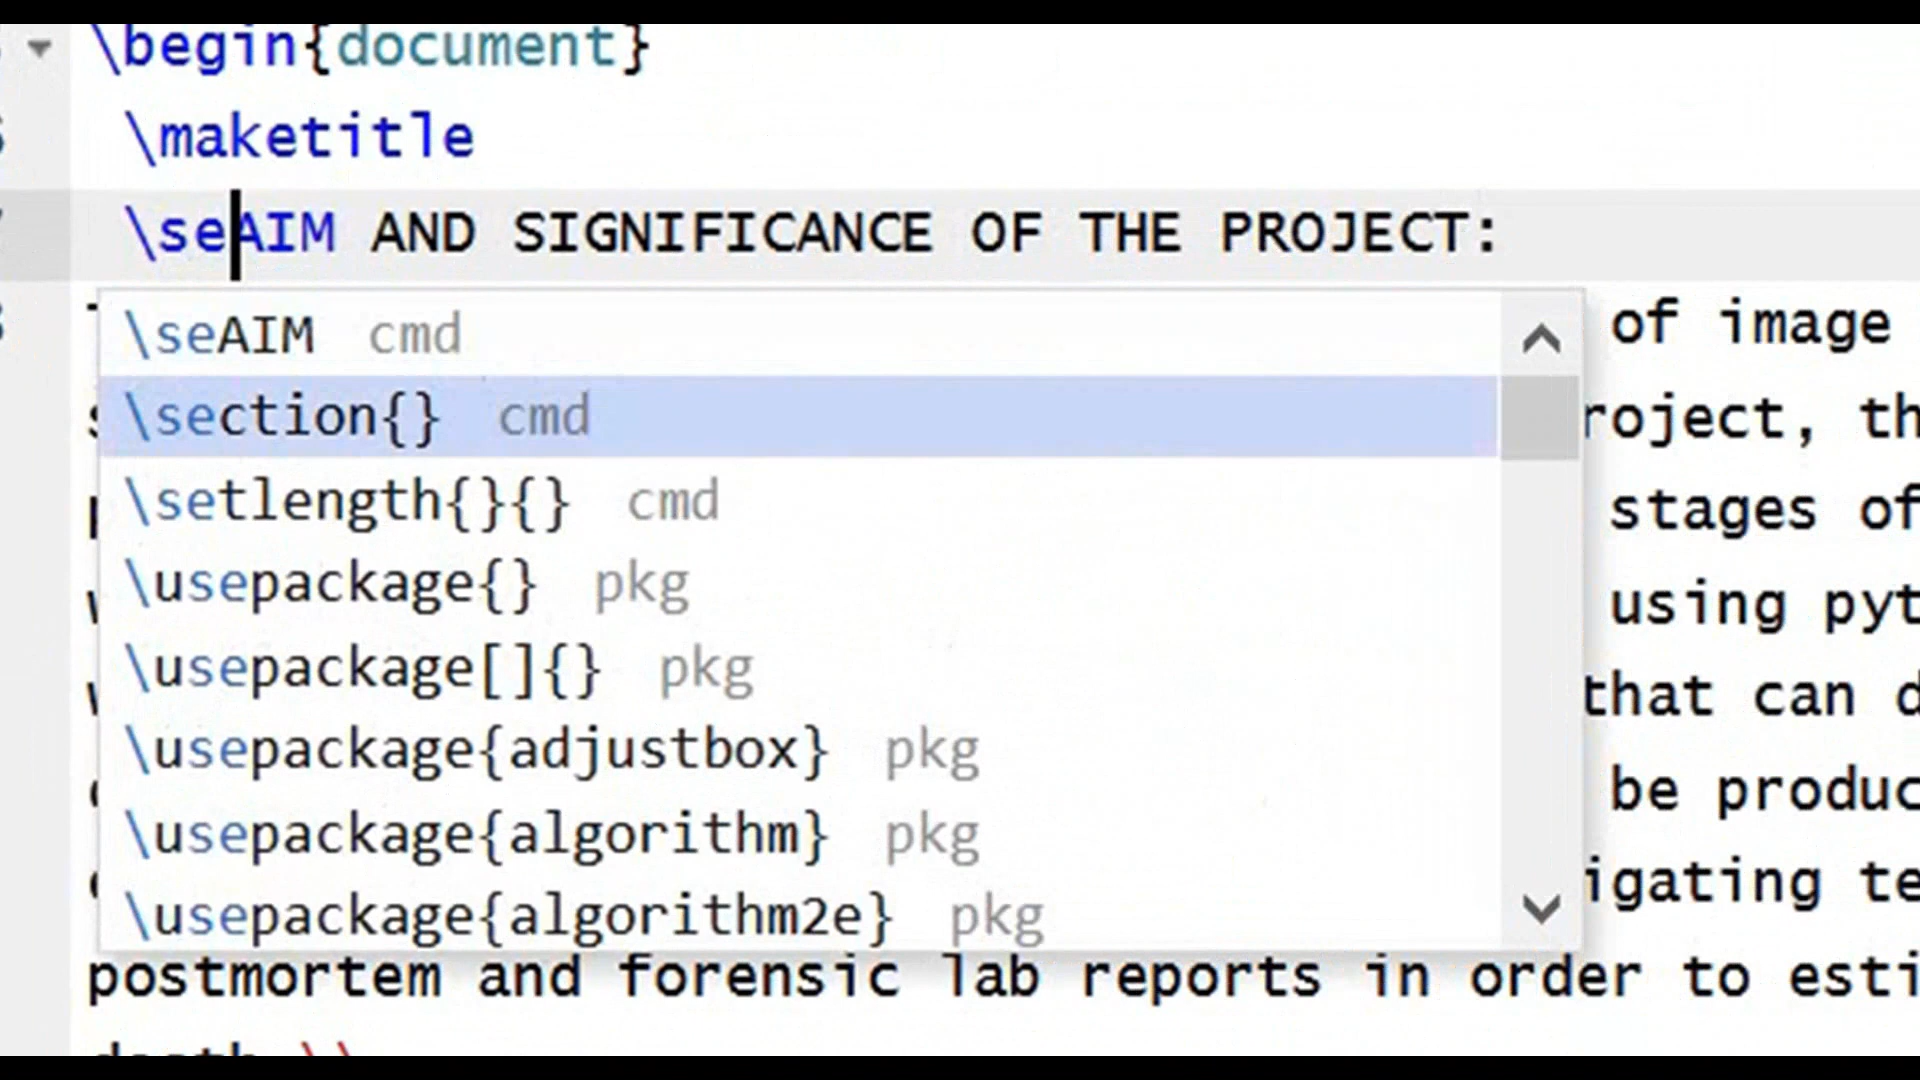 \begin{document}
\maketitle
\seAIM AND SIGNIFICANCE OF THE PROJECT:
\seAIM cmd
of image
\section{} cmd
roject, th
\setlength{}{} cmd
stages of
\usepackage{} pkg
using pyt
\usepackage[]{} pkg
that can d
\usepackage{adjustbox} pkg
be produc
\usepackage{algorithm} pkg
igating te
\usepackage{algorithm2e} pkg
postmortem and forensic lab reports in order to esti